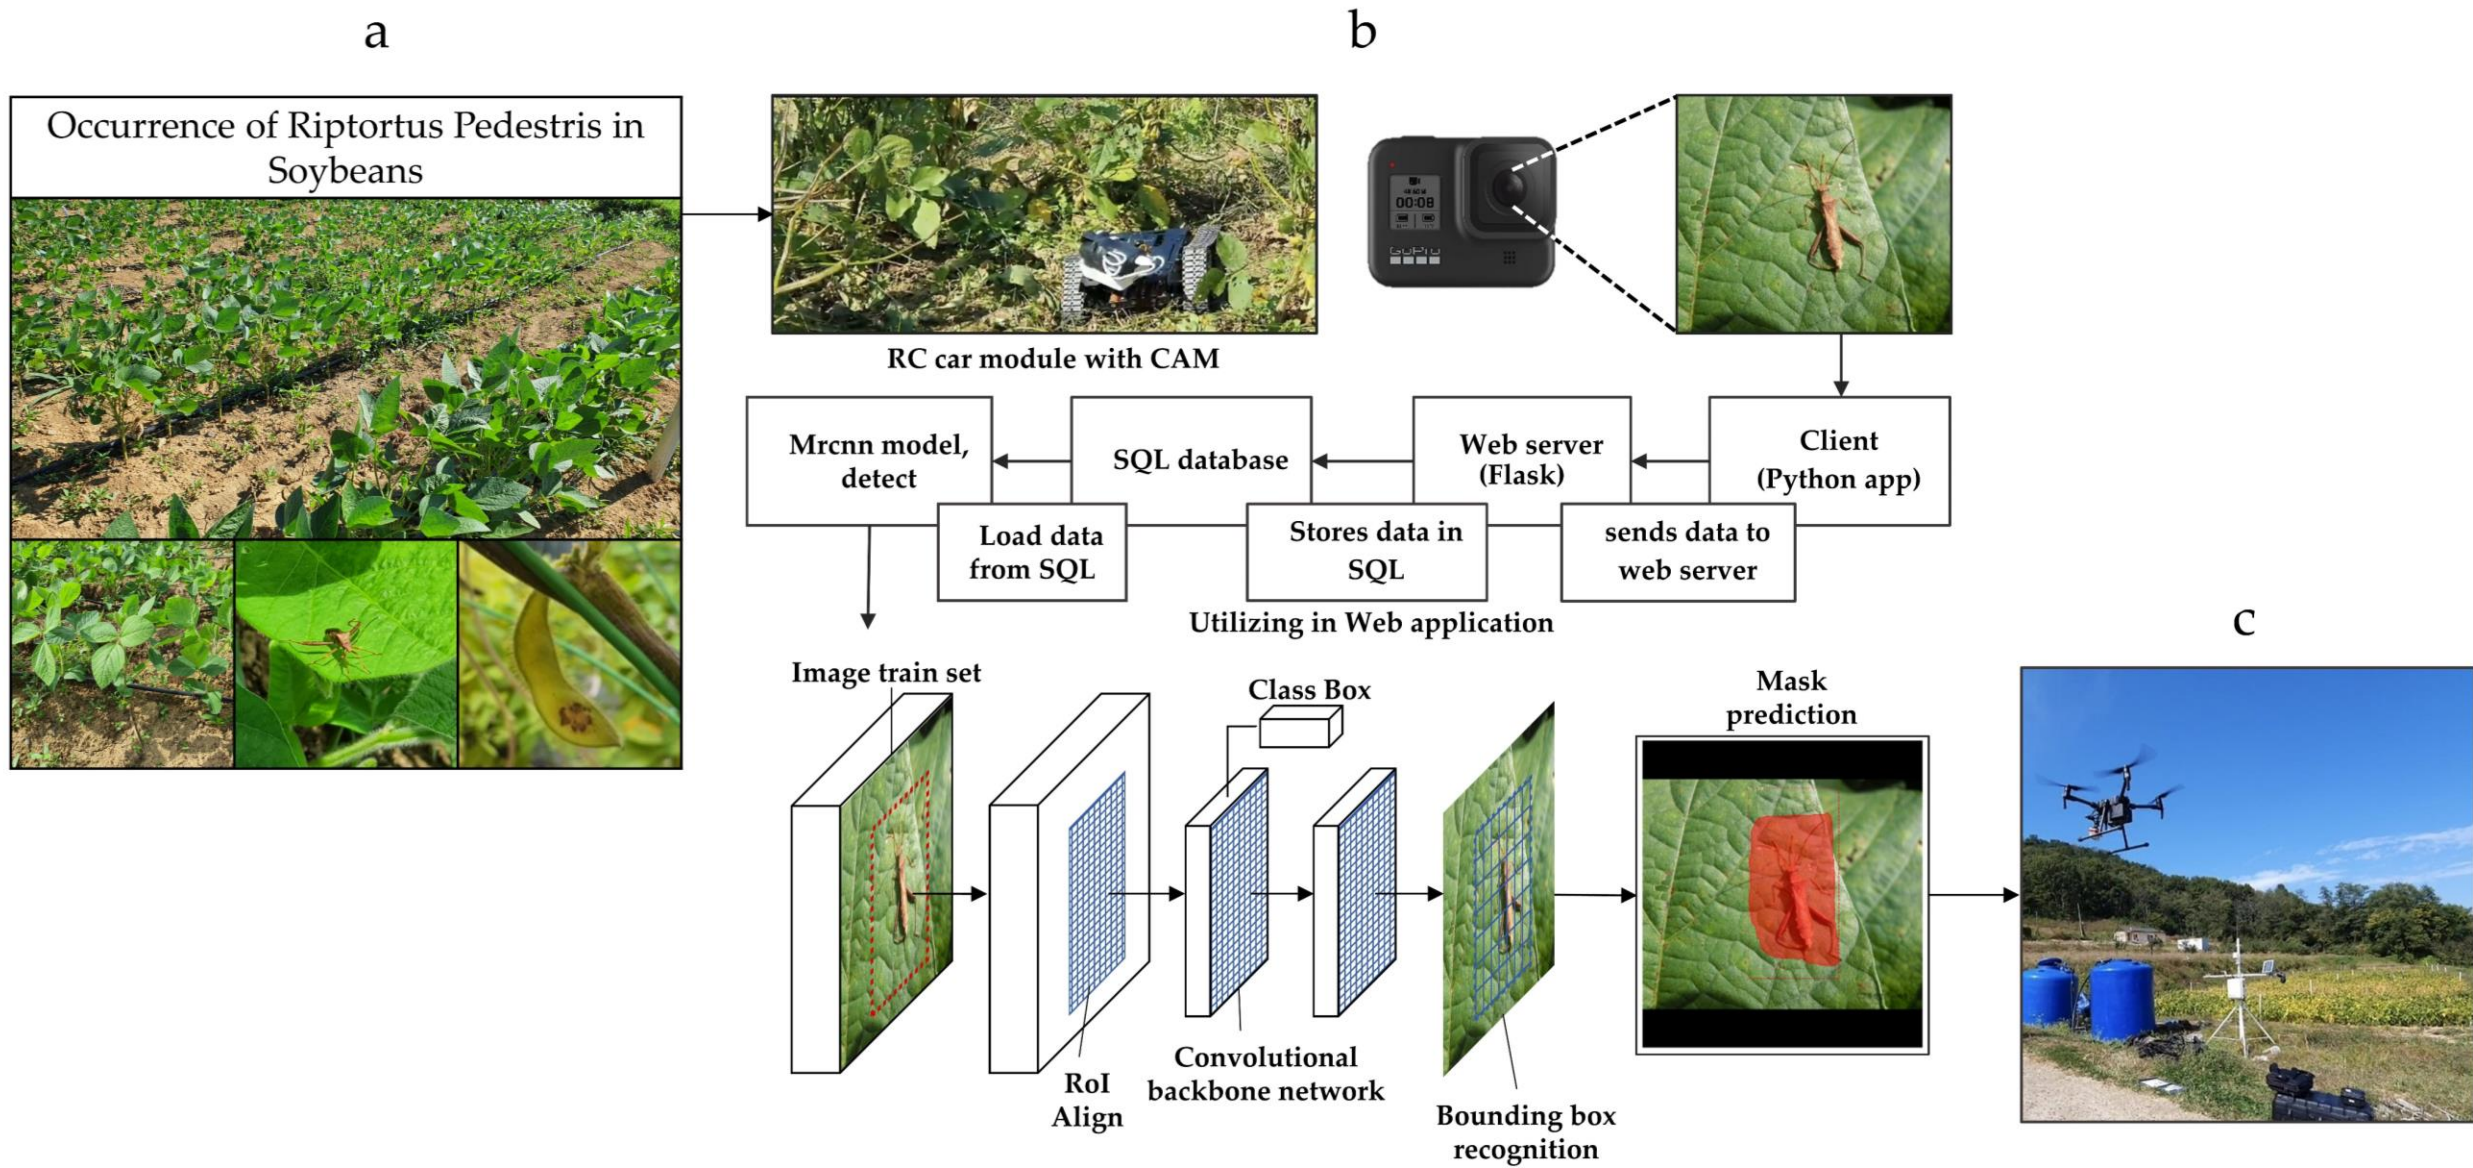 a
b
Occurrence of Riptortus Pedestris in
Soybeans
00:08
GoPro
RC car module with CAM
Mrcnn model,
detect
SQL database
Web server
(Flask)
Client
(Python app)
Load data
from SQL
Stores data in
SQL
sends data to
web server
Utilizing in Web application
c
Image train set
Class Box
Mask
prediction
RoI
Align
Convolutional
backbone network
Bounding box
recognition